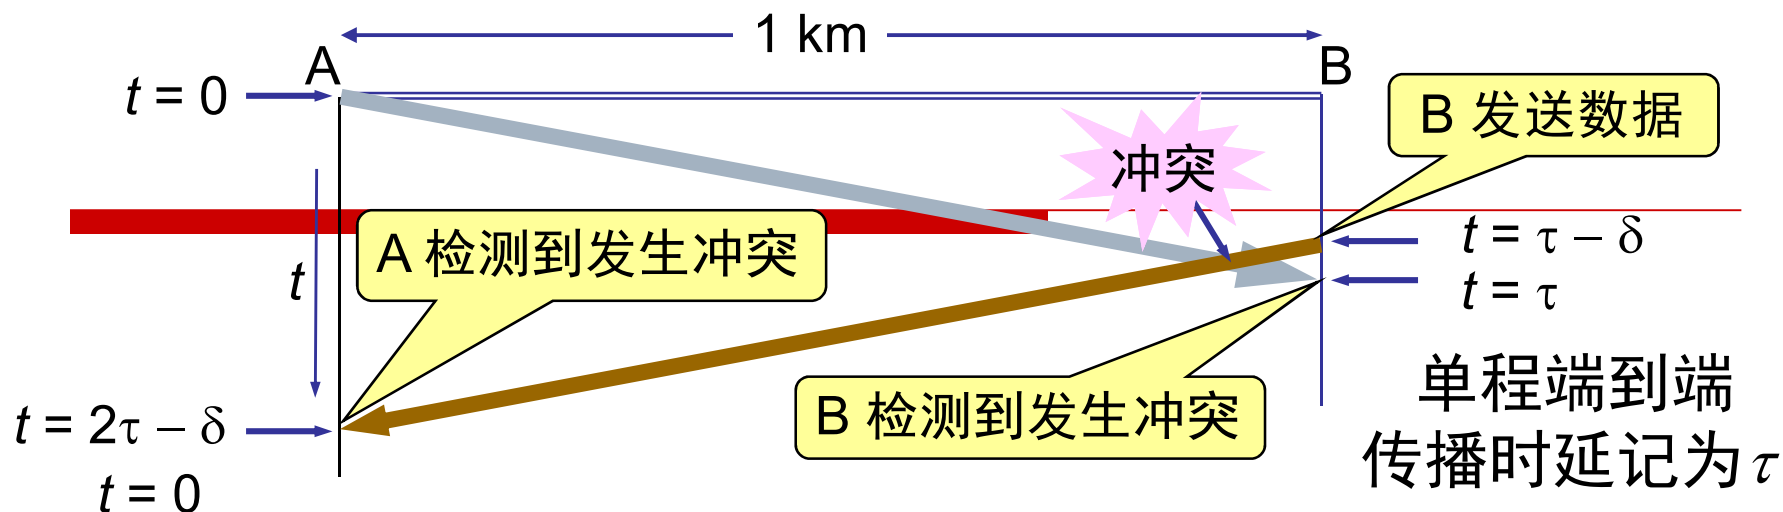 1 km
A
B
t = 0
B 发送数据
冲突
A 检测到发生冲突
t = τ – δ
t
t = τ
单程端到端
传播时延记为τ
B 检测到发生冲突
t = 2τ – δ
t = 0